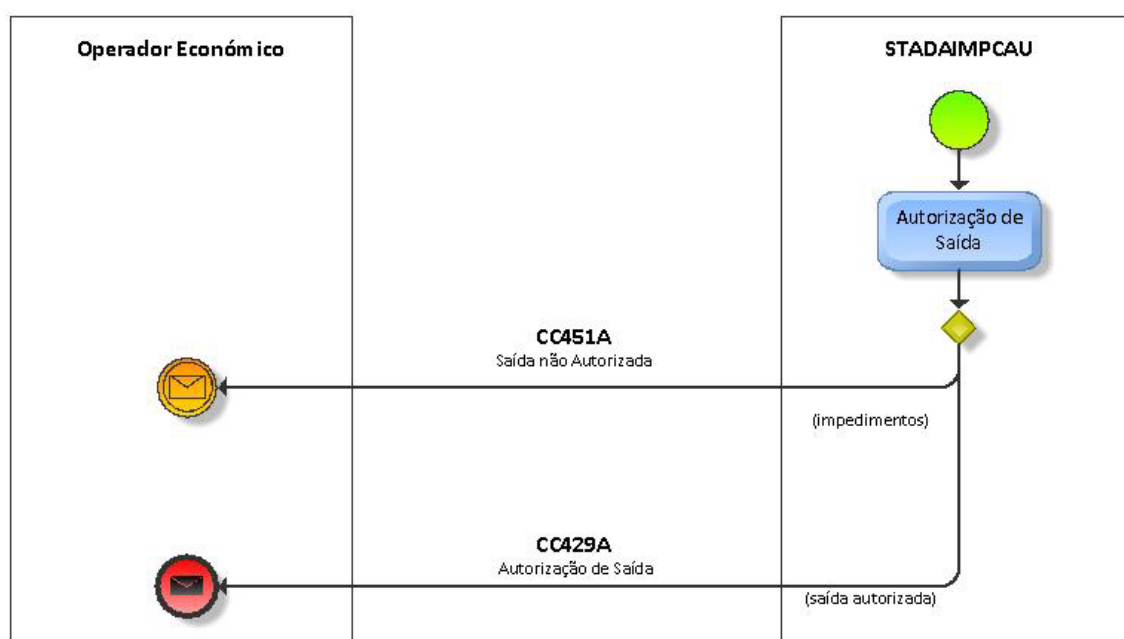 Operador Económico
STADAIMPCAU
Autorização de
Saída
CC451A
Saída não Autorizada
(impedimentos)
CC429A
Autorização de Saída
(saída autorizada)